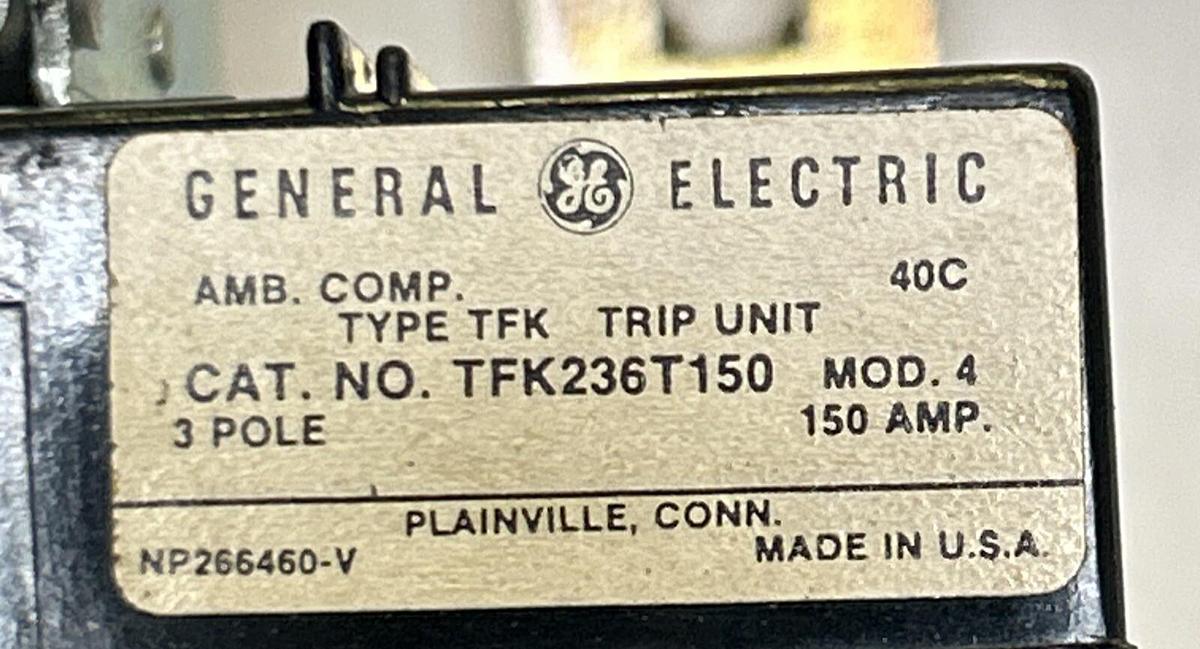 GENERAL GE ELECTRIC
AMB. COMP. 40C
TYPE TFK TRIP UNIT
CAT. NO. TFK236T150 MOD. 4
3 POLE 150 AMP.
PLAINVILLE, CONN.
NP266460-V MADE IN U.S.A.